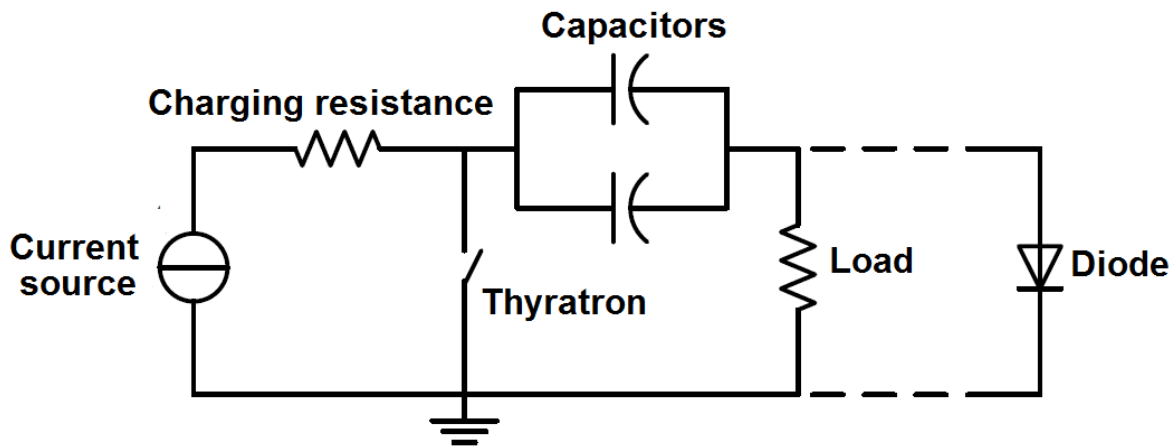 Capacitors
Charging resistance
Current
source
Thyratron
Load
Diode